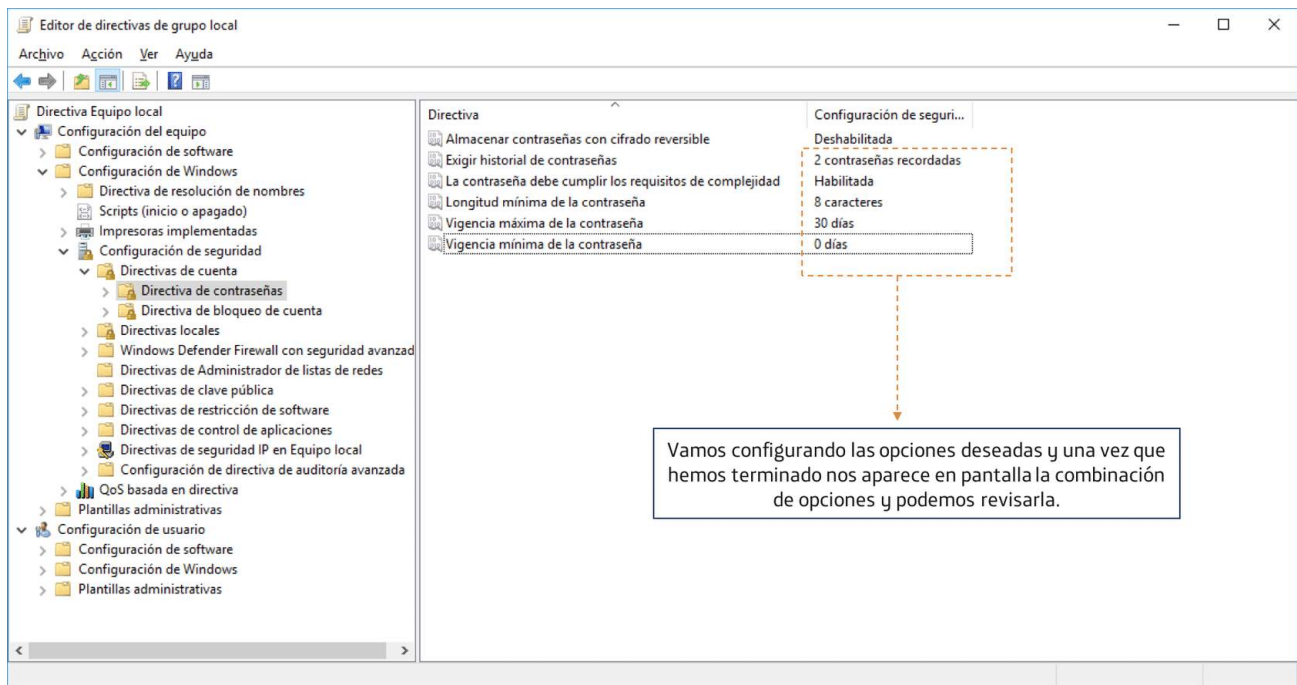 Editor de directivas de grupo local
Archivo Acción Ver Ayuda
Directiva Equipo local
Configuración del equipo
Configuración de software
Configuración de Windows
Directiva de resolución de nombres
Scripts (inicio o apagado)
Impresoras implementadas
Configuración de seguridad
Directivas de cuenta
Directiva de contraseñas
Directiva de bloqueo de cuenta
Directivas locales
Windows Defender Firewall con seguridad avanzad
Directivas de Administrador de listas de redes
Directivas de clave pública
Directivas de restricción de software
Directivas de control de aplicaciones
Directivas de seguridad IP en Equipo local
Configuración de directiva de auditoría avanzada
QoS basada en directiva
Plantillas administrativas
Configuración de usuario
Configuración de software
Configuración de Windows
Plantillas administrativas
Directiva Configuración de seguri...
Almacenar contraseñas con cifrado reversible Deshabilitada
Exigir historial de contraseñas 2 contraseñas recordadas
La contraseña debe cumplir los requisitos de complejidad Habilitada
Longitud mínima de la contraseña 8 caracteres
Vigencia máxima de la contraseña 30 días
Vigencia mínima de la contraseña 0 días
Vamos configurando las opciones deseadas y una vez que
hemos terminado nos aparece en pantalla la combinación
de opciones y podemos revisarla.